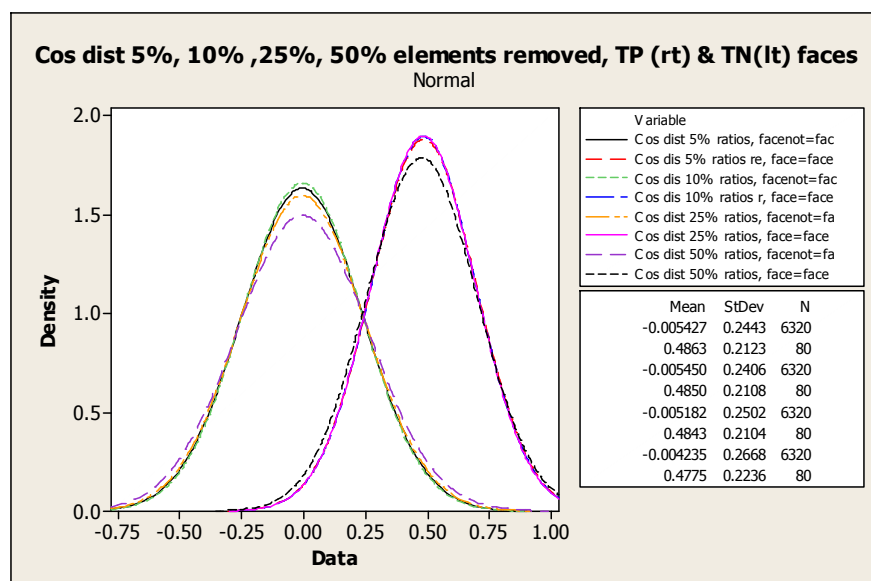 Cos dist 5%, 10% ,25%, 50% elements removed, TP (rt) & TN(lt) faces
Normal
2.0
1.5
1.0
0.5
0.0
Density
-0.75 -0.50 -0.25 0.00 0.25 0.50 0.75 1.00
Data
Variable
Cos dist 5% ratios, facenot=fac
Cos dis 5% ratios re, face=face
Cos dis 10% ratios, facenot=fac
Cos dis 10% ratios r, face=face
Cos dist 25% ratios, facenot=fa
Cos dist 25% ratios, face=face
Cos dist 50% ratios, facenot=fa
Cos dist 50% ratios, face=face
Mean StDev N
-0.005427 0.2443 6320
0.4863 0.2123 80
-0.005450 0.2406 6320
0.4850 0.2108 80
-0.005182 0.2502 6320
0.4843 0.2104 80
-0.004235 0.2668 6320
0.4775 0.2236 80